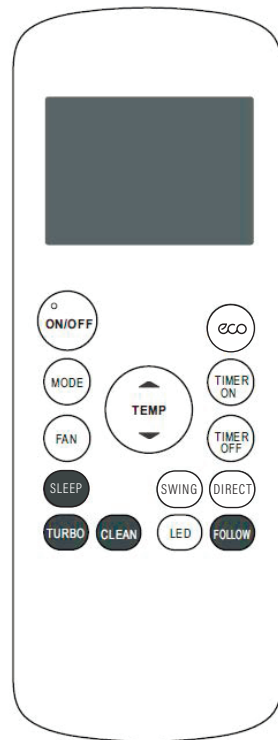 ON/OFF
eco
MODE
TEMP
TIMER
ON
FAN
TIMER
OFF
SLEEP
SWING
DIRECT
TURBO
CLEAN
LED
FOLLOW